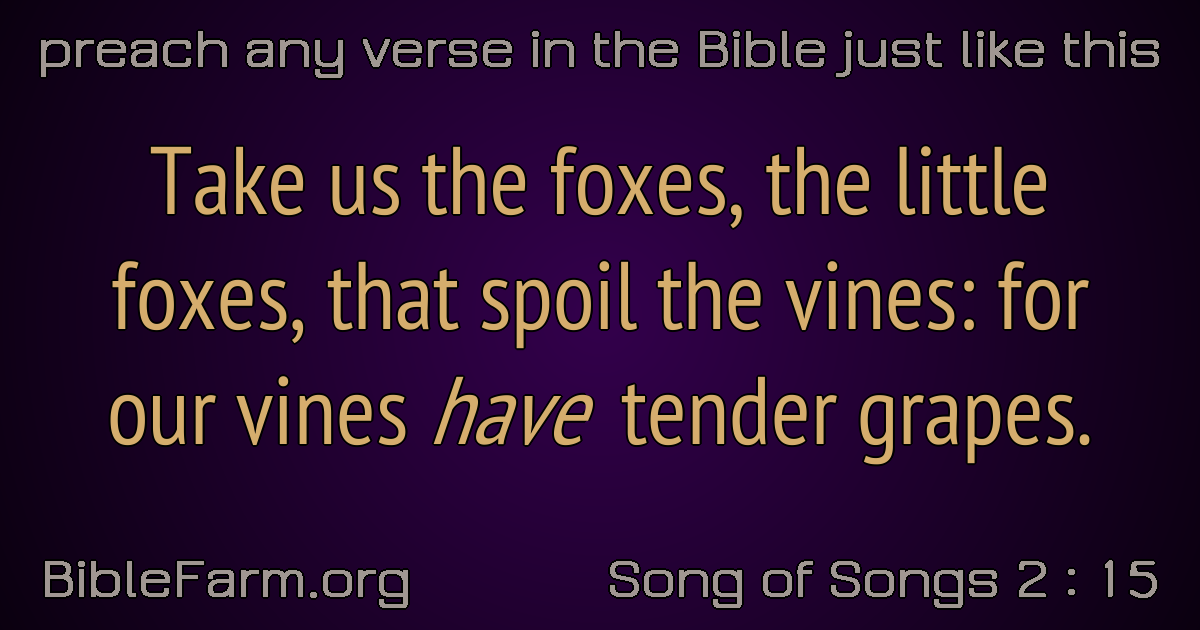 preach any verse in the Bible just like this
Take us the foxes, the little
foxes, that spoil the vines: for
our vines have tender grapes.
BibleFarm.org
Song of Songs 2 : 15